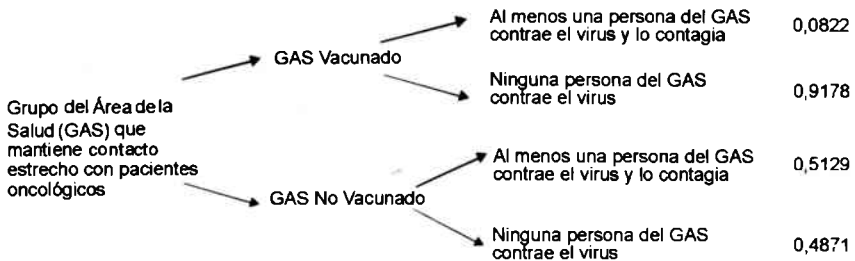 Grupo del Área de la
Salud (GAS) que
mantiene contacto
estrecho con pacientes
oncológicos
GAS Vacunado
Al menos una persona del GAS
contrae el virus y lo contagia
0,0822
Ninguna persona del GAS
contrae el virus
0,9178
GAS No Vacunado
Al menos una persona del GAS
contrae el virus y lo contagia
0,5129
Ninguna persona del GAS
contrae el virus
0,4871